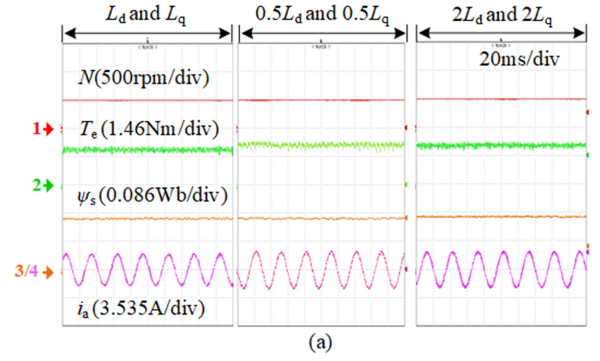 Ld and Lq
0.5Ld and 0.5Lq
2Ld and 2Lq
N(500rpm/div)
20ms/div
1
Te(1.46Nm/div)
2
ψs(0.086Wb/div)
3/4
ia(3.535A/div)
(a)